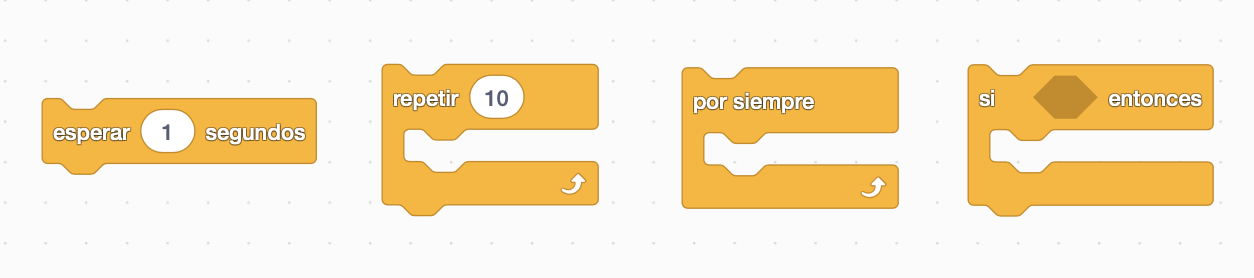 esperar 1 segundos
repetir 10
por siempre
si entonces